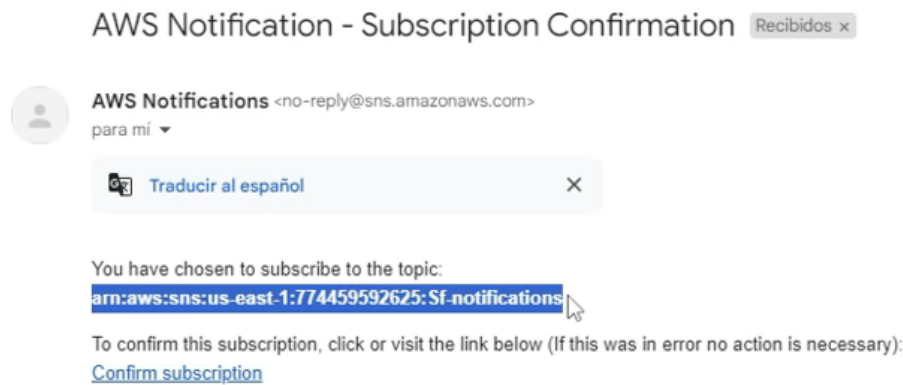 AWS Notification - Subscription Confirmation Recibidos ×
AWS Notifications <no-reply@sns.amazonaws.com>
para mí
Traducir al español
You have chosen to subscribe to the topic:
arn:aws:sns:us-east-1:774459592625:Sf-notifications
To confirm this subscription, click or visit the link below (If this was in error no action is necessary):
Confirm subscription